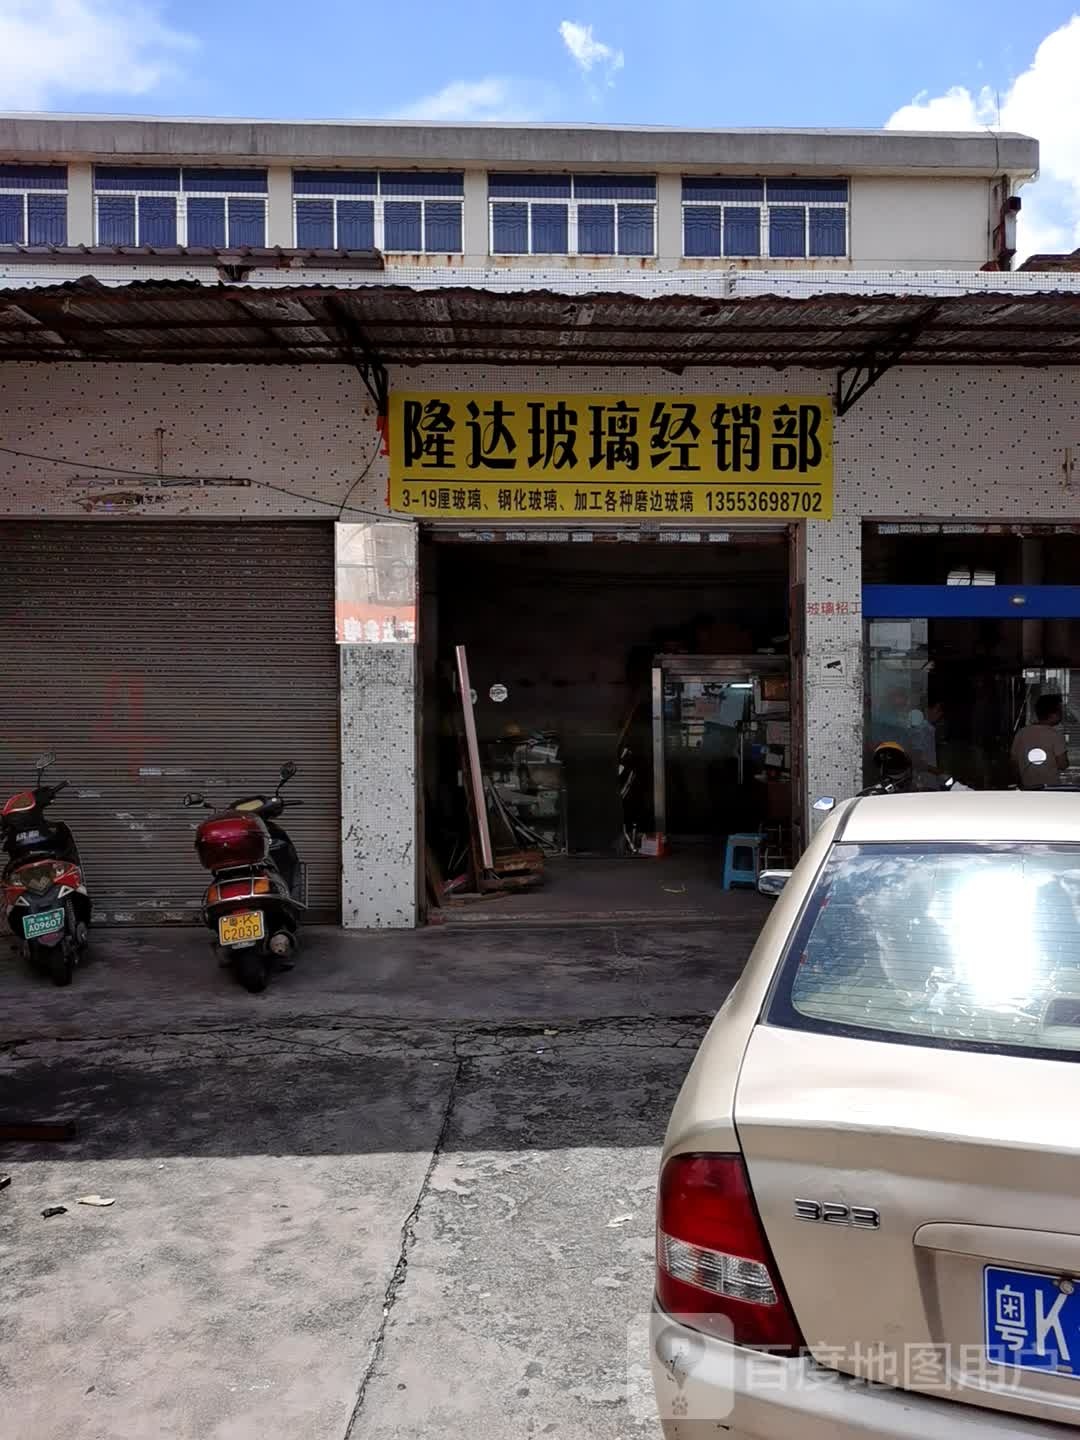 隆达玻璃经销部
3-19厘玻璃、钢化玻璃、加工各种磨边玻璃 13553698702
玻璃招工
A09607
粤·K
C203P
323
粤K
百度地图用户